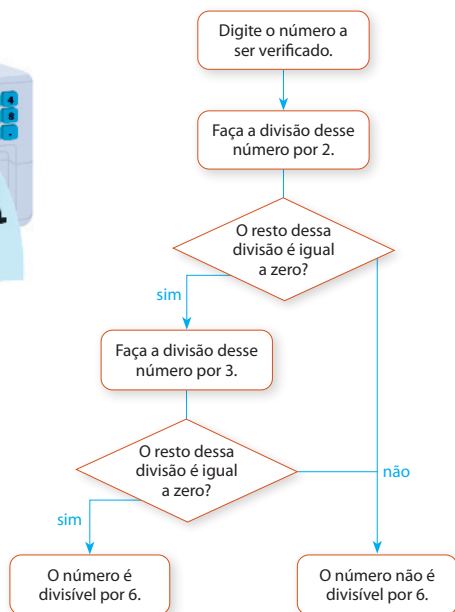 Digite o número a
ser verificado.
4
8
.
Faça a divisão desse
número por 2.
O resto dessa
divisão é igual
a zero?
sim
Faça a divisão desse
número por 3.
O resto dessa
divisão é igual
a zero?
não
sim
O número é
divisível por 6.
O número não é
divisível por 6.